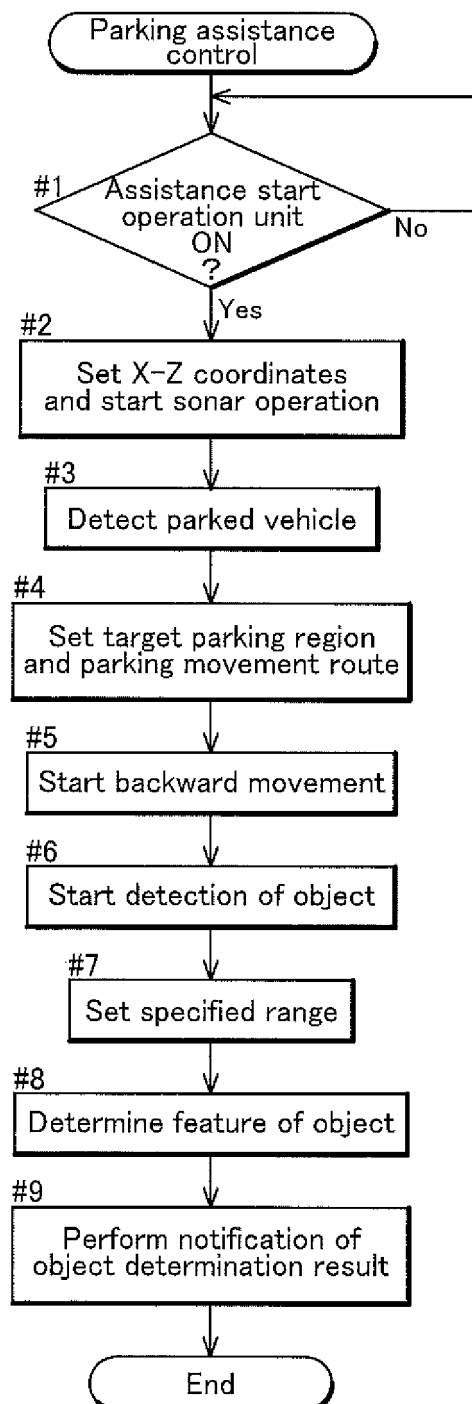 Parking assistance
control
#1
Assistance start
operation unit
ON
?
No
Yes
#2
Set X-Z coordinates
and start sonar operation
#3
Detect parked vehicle
#4
Set target parking region
and parking movement route
#5
Start backward movement
#6
Start detection of object
#7
Set specified range
#8
Determine feature of object
#9
Perform notification of
object determination result
End